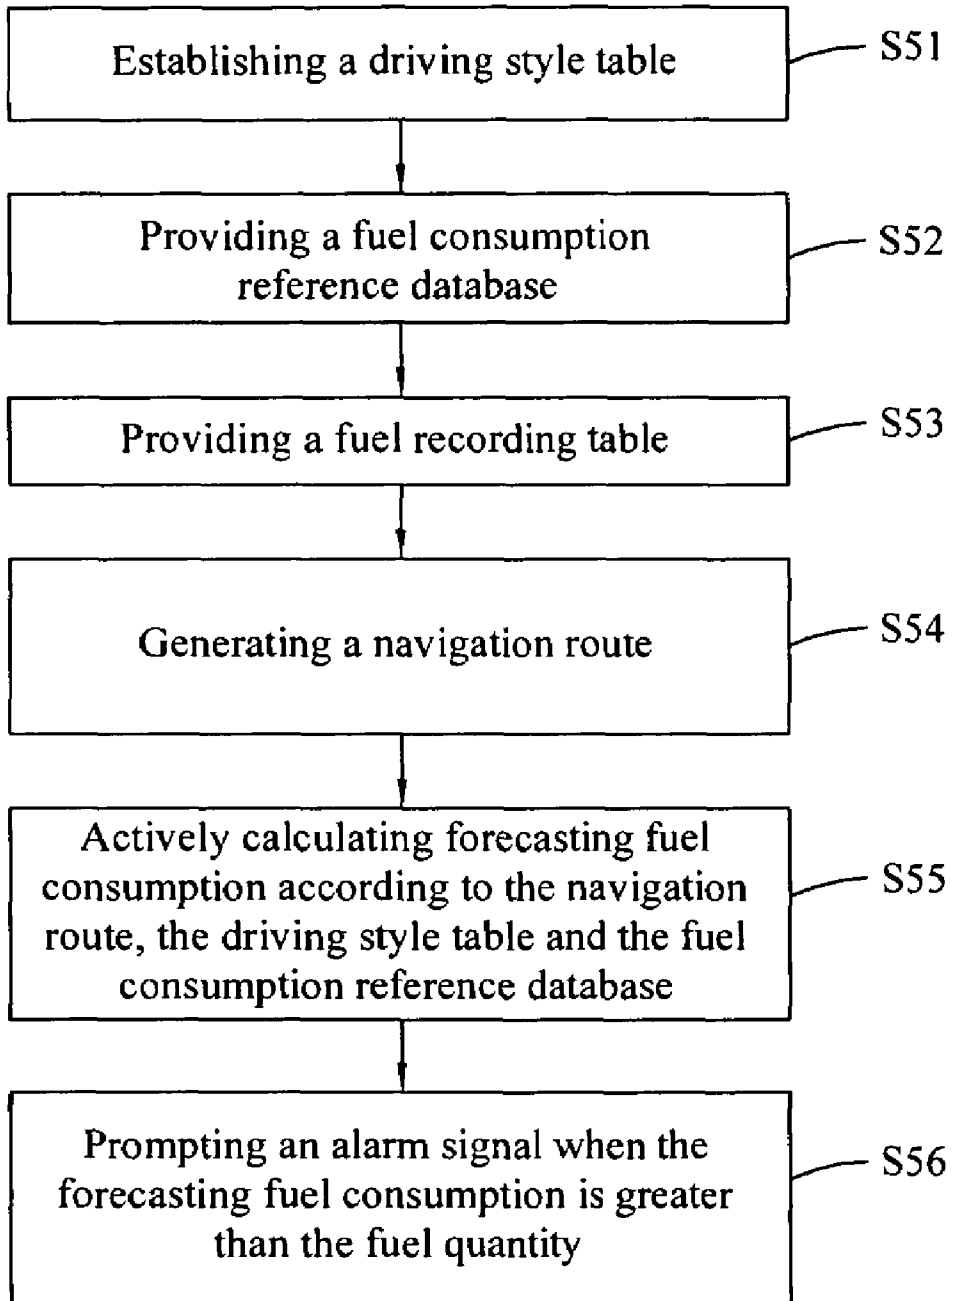 Establishing a driving style table
S51
Providing a fuel consumption
reference database
S52
Providing a fuel recording table
S53
Generating a navigation route
S54
Actively calculating forecasting fuel
consumption according to the navigation
route, the driving style table and the fuel
consumption reference database
S55
Prompting an alarm signal when the
forecasting fuel consumption is greater
than the fuel quantity
S56